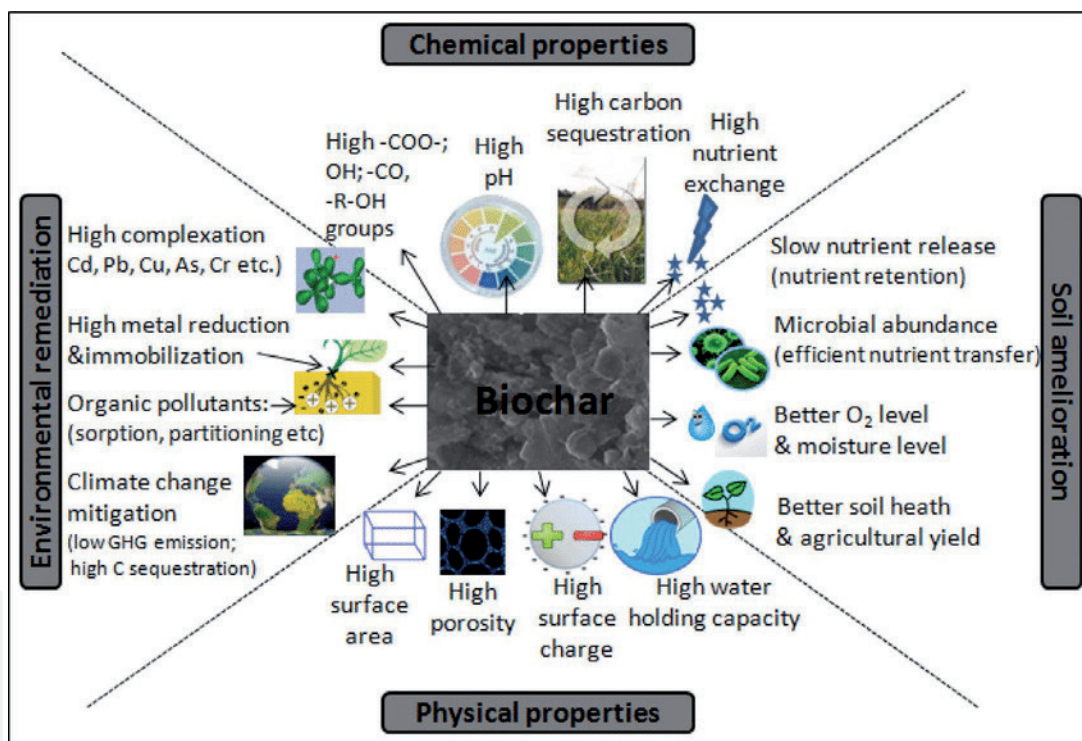 Chemical properties
High -COO-;
OH; -CO,
-R-OH
groups
High
pH
High carbon
sequestration
High
nutrient
exchange
Environmental remediation
High complexation
Cd, Pb, Cu, As, Cr etc.)
High metal reduction
&immobilization
Organic pollutants:
(sorption, partitioning etc)
Climate change
mitigation
(low GHG emission;
high C sequestration)
Biochar
Slow nutrient release
(nutrient retention)
Microbial abundance
(efficient nutrient transfer)
O2
Better O₂ level
& moisture level
Better soil heath
& agricultural yield
Soil amelioration
High
surface
area
High
porosity
High
surface
charge
High water
holding capacity
Physical properties